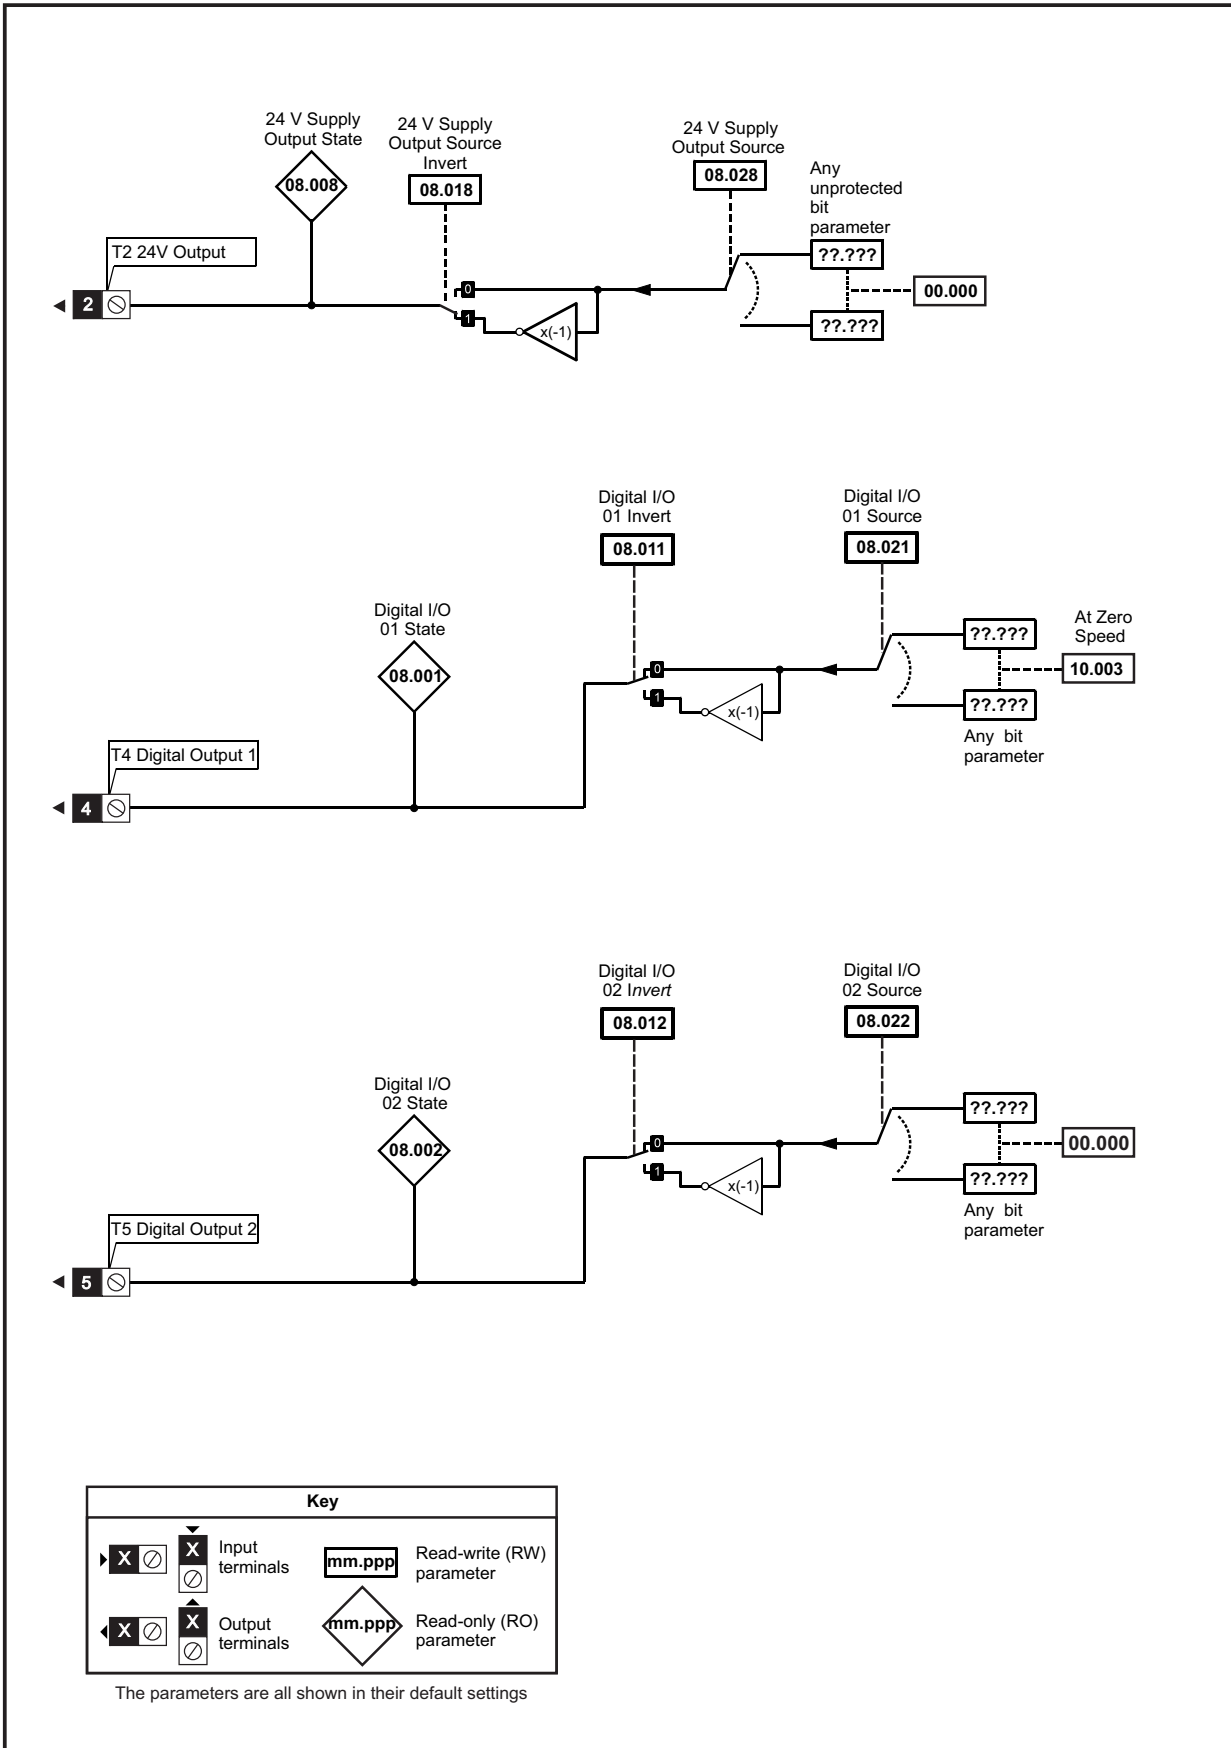 24 V Supply
Output State
08.008
24 V Supply
Output Source
Invert
08.018
24 V Supply
Output Source
08.028
Any
unprotected
bit
parameter
??.???
??.???
00.000
T2 24V Output
2
0
1
x(-1)
Digital I/O
01 Invert
08.011
Digital I/O
01 Source
08.021
Digital I/O
01 State
08.001
0
1
x(-1)
??.???
??.???
Any bit
parameter
At Zero
Speed
10.003
T4 Digital Output 1
4
Digital I/O
02 Invert
08.012
Digital I/O
02 Source
08.022
Digital I/O
02 State
08.002
0
1
x(-1)
??.???
??.???
Any bit
parameter
00.000
T5 Digital Output 2
5
Key
X
X
Input
terminals
mm.ppp
Read-write (RW)
parameter
X
X
Output
terminals
mm.ppp
Read-only (RO)
parameter
The parameters are all shown in their default settings